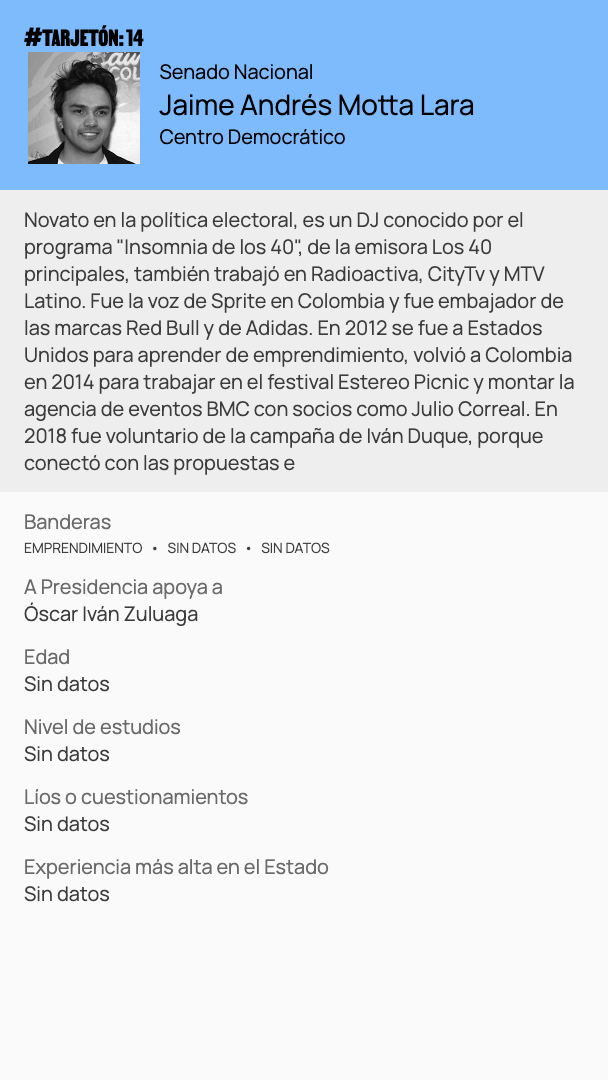 #TARJETÓN: 14
Senado Nacional
Jaime Andrés Motta Lara
Centro Democrático
Novato en la política electoral, es un DJ conocido por el
programa "Insomnia de los 40", de la emisora Los 40
principales, también trabajó en Radioactiva, CityTv y MTV
Latino. Fue la voz de Sprite en Colombia y fue embajador de
las marcas Red Bull y de Adidas. En 2012 se fue a Estados
Unidos para aprender de emprendimiento, volvió a Colombia
en 2014 para trabajar en el festival Estereo Picnic y montar la
agencia de eventos BMC con socios como Julio Correal. En
2018 fue voluntario de la campaña de Iván Duque, porque
conectó con las propuestas e
Banderas
EMPRENDIMIENTO • SIN DATOS • SIN DATOS
A Presidencia apoya a
Óscar Iván Zuluaga
Edad
Sin datos
Nivel de estudios
Sin datos
Líos o cuestionamientos
Sin datos
Experiencia más alta en el Estado
Sin datos